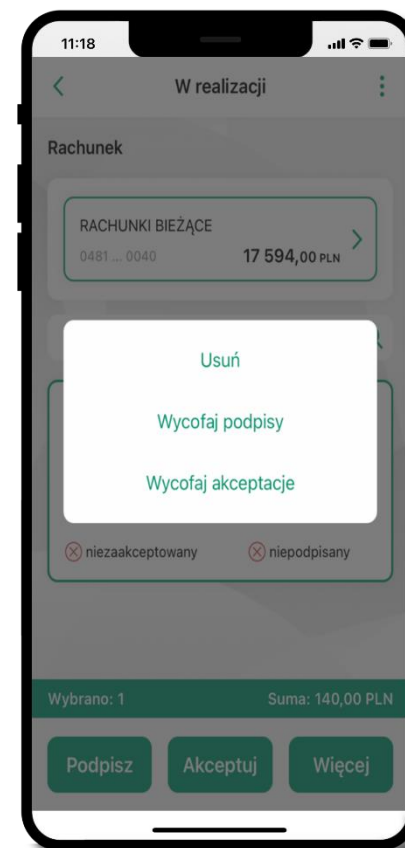 11:18
W realizacji
Rachunek
RACHUNKI BIEŻĄCE
0481 ... 0040 17 594,00 PLN
Usuń
Wycofaj podpisy
Wycofaj akceptacje
niezaakceptowany niepodpisany
Wybrano: 1 Suma: 140,00 PLN
Podpisz Akceptuj Więcej